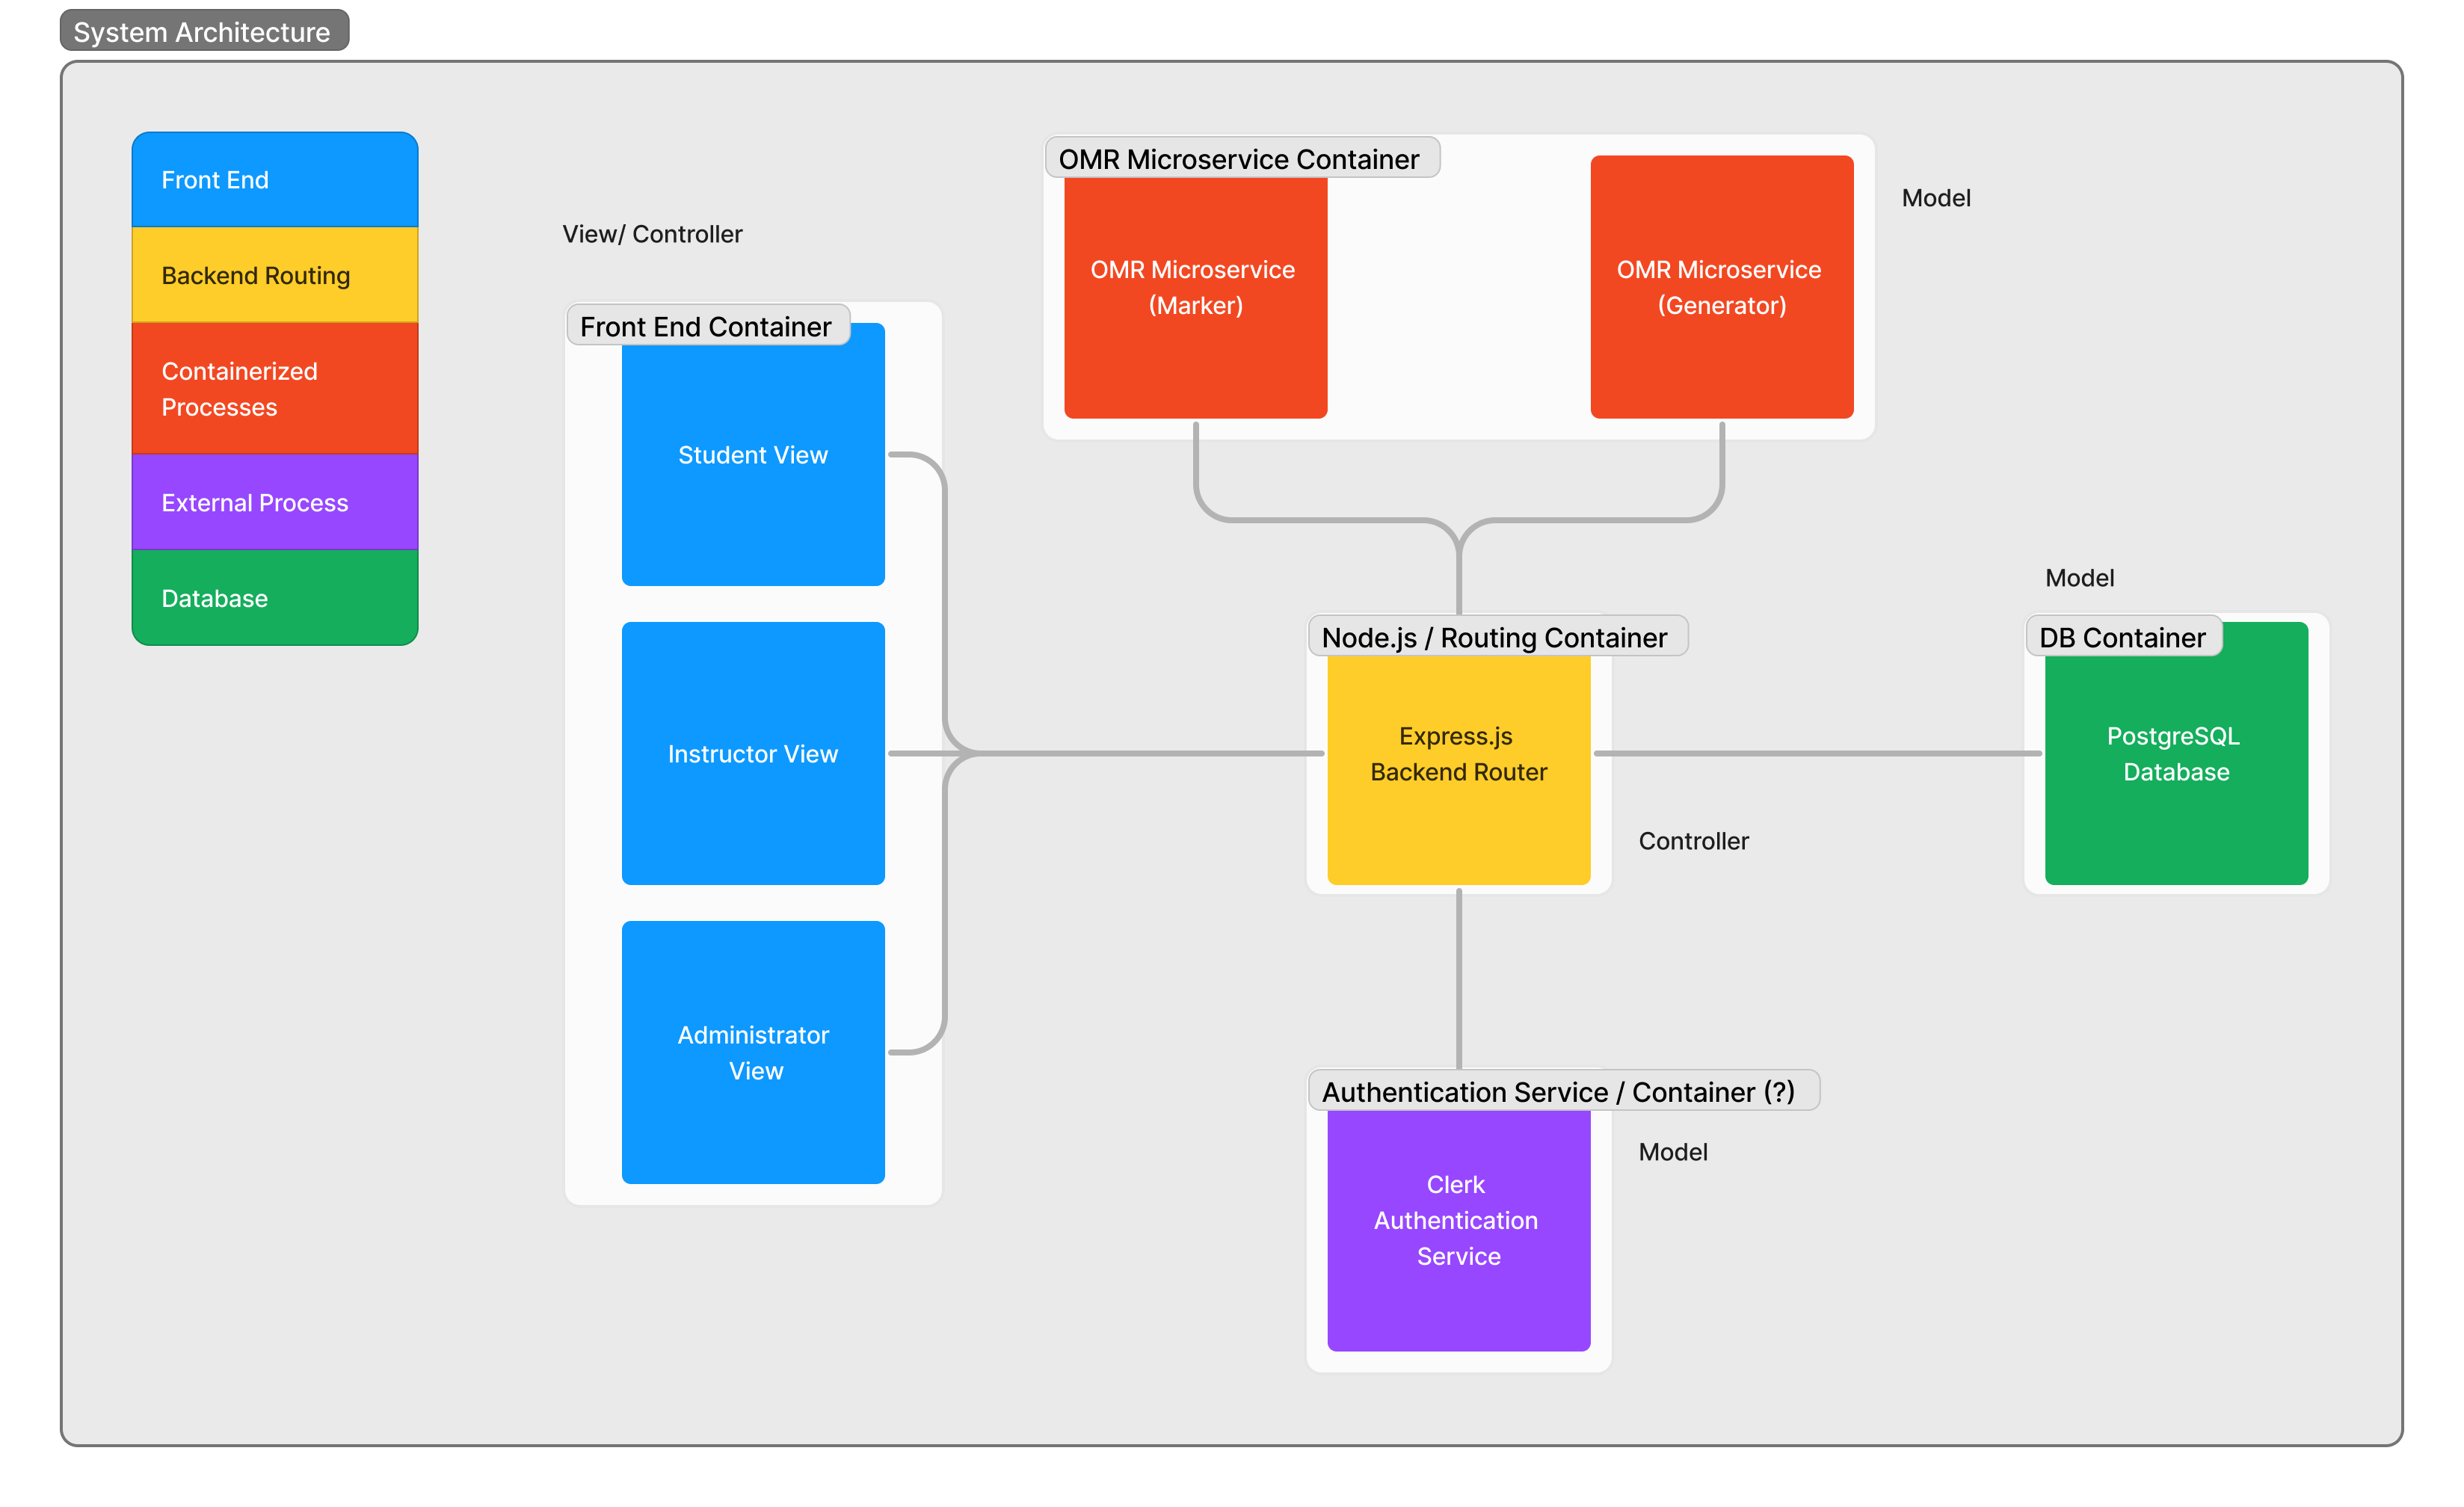 System Architecture
Front End
Backend Routing
Containerized
Processes
External Process
Database
View/ Controller
Front End Container
Student View
Instructor View
Administrator
View
OMR Microservice Container
OMR Microservice
(Marker)
OMR Microservice
(Generator)
Model
Node.js / Routing Container
Express.js
Backend Router
Controller
Model
DB Container
PostgreSQL
Database
Authentication Service / Container (?)
Clerk
Authentication
Service
Model